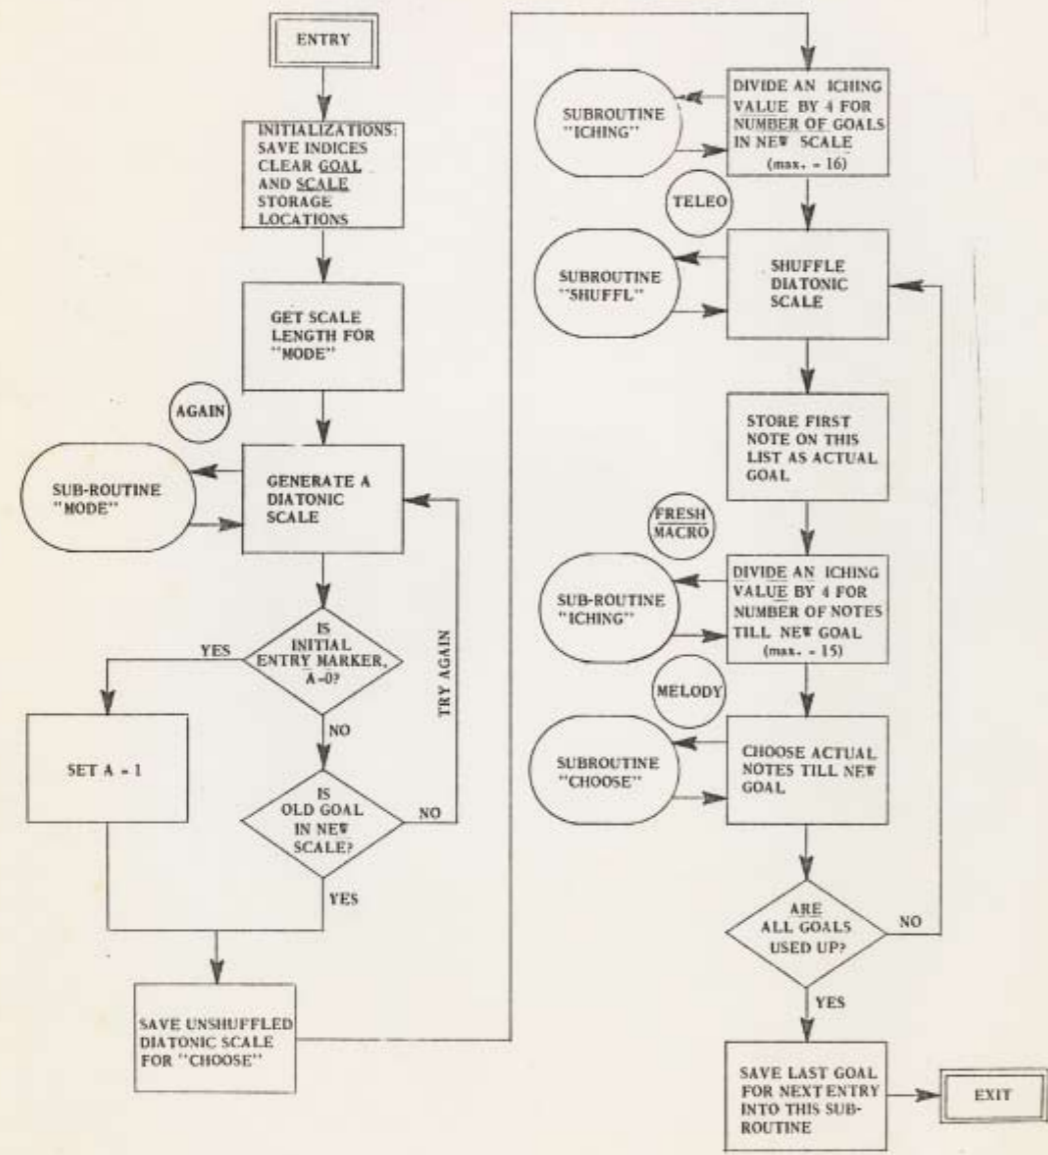 ENTRY
INITIALIZATIONS:
SAVE INDICES
CLEAR GOAL
AND SCALE
STORAGE
LOCATIONS
GET SCALE
LENGTH FOR
"MODE"
AGAIN
SUB-ROUTINE
"MODE"
GENERATE A
DIATONIC
SCALE
IS
INITIAL
ENTRY MARKER,
A=0?
YES
NO
TRY AGAIN
SET A = 1
IS
OLD GOAL
IN NEW
SCALE?
NO
YES
SAVE UNSHUFFLED
DIATONIC SCALE
FOR "CHOOSE"
SUBROUTINE
"ICHING"
DIVIDE AN ICHING
VALUE BY 4 FOR
NUMBER OF GOALS
IN NEW SCALE
(max. = 16)
TELEO
SUBROUTINE
"SHUFFL"
SHUFFLE
DIATONIC
SCALE
STORE FIRST
NOTE ON THIS
LIST AS ACTUAL
GOAL
FRESH
MACRO
SUB-ROUTINE
"ICHING"
DIVIDE AN ICHING
VALUE BY 4 FOR
NUMBER OF NOTES
TILL NEW GOAL
(max. = 15)
MELODY
SUBROUTINE
"CHOOSE"
CHOOSE ACTUAL
NOTES TILL NEW
GOAL
ARE
ALL GOALS
USED UP?
NO
YES
SAVE LAST GOAL
FOR NEXT ENTRY
INTO THIS SUB-
ROUTINE
EXIT